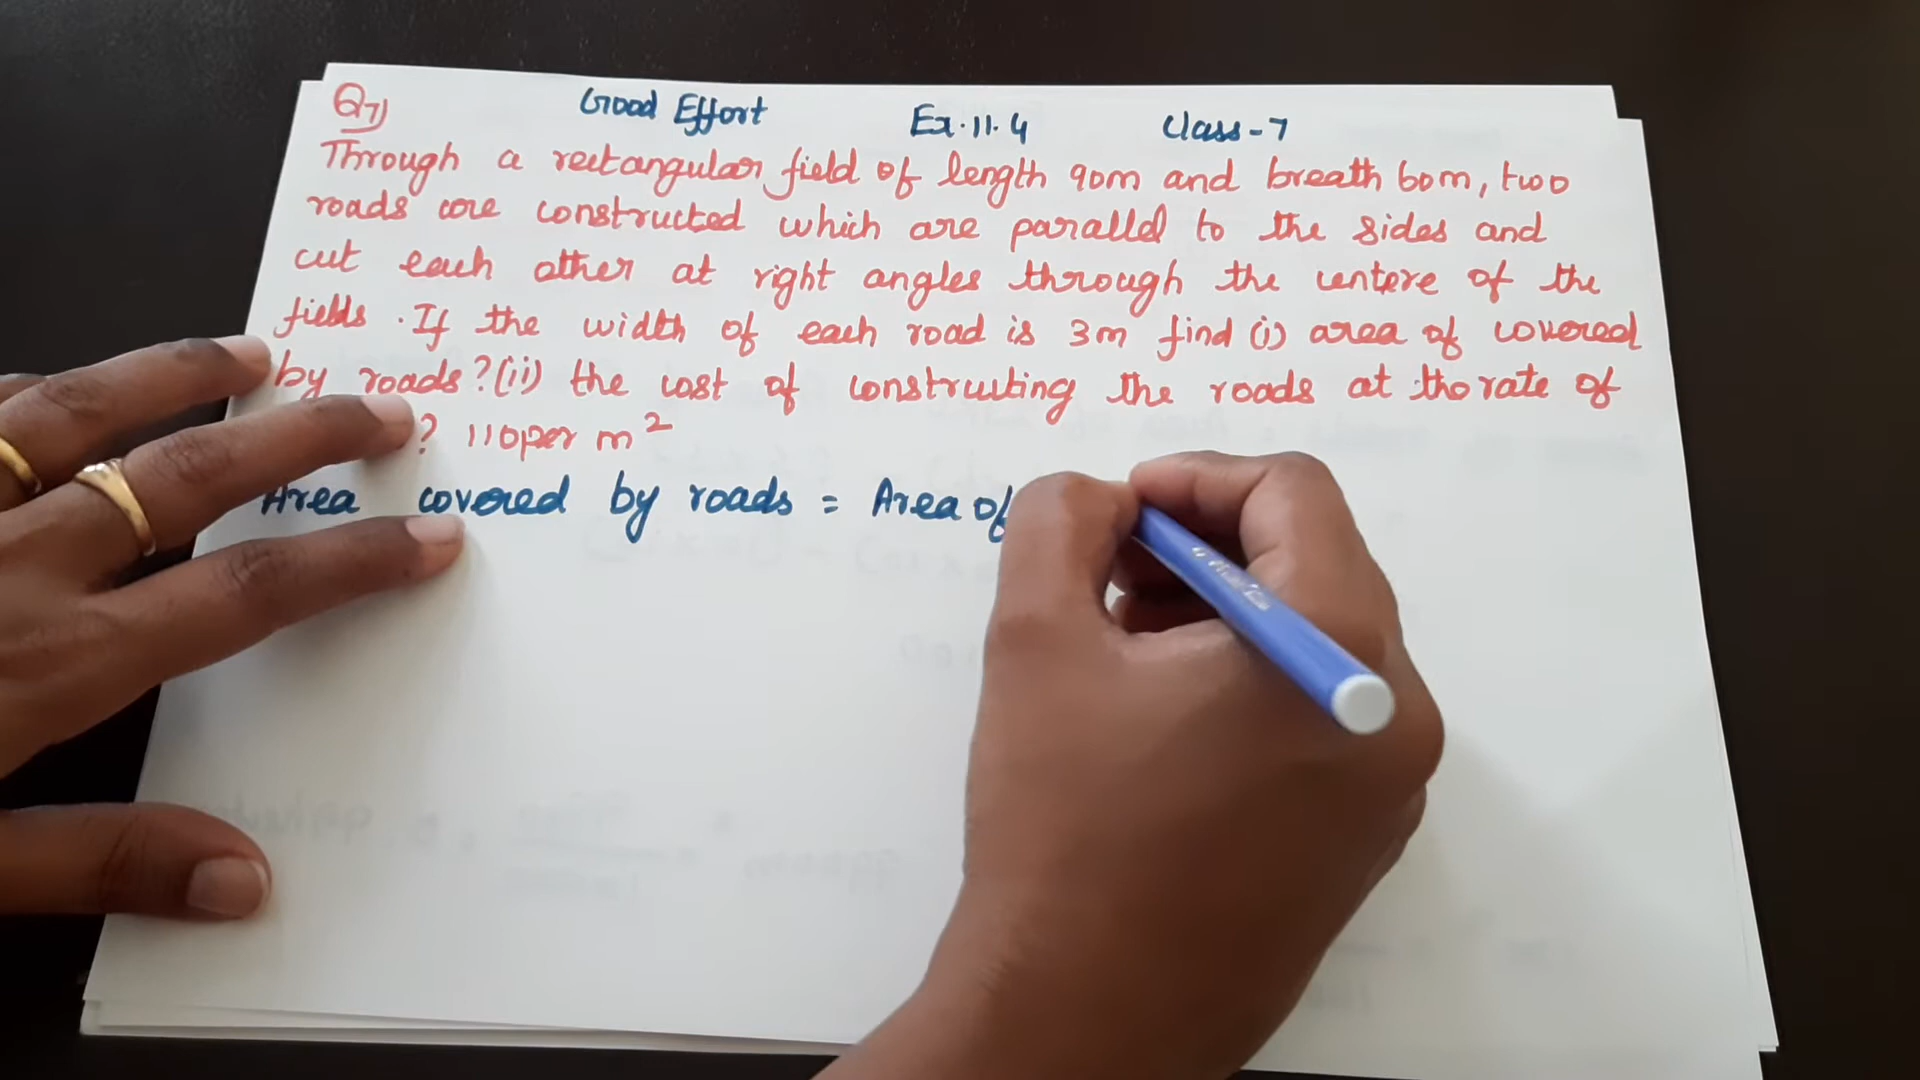 Q7) Good Effort Ex.11.4 Class-7
Through a rectangular field of length 90m and breath 60m, two
roads are constructed which are parallel to the sides and
cut each other at right angles through the centere of the
fields. If the width of each road is 3m find (i) area of covered
by roads? (ii) the cost of constructing the roads at the rate of
? 110per m²
Area covered by roads = Area of